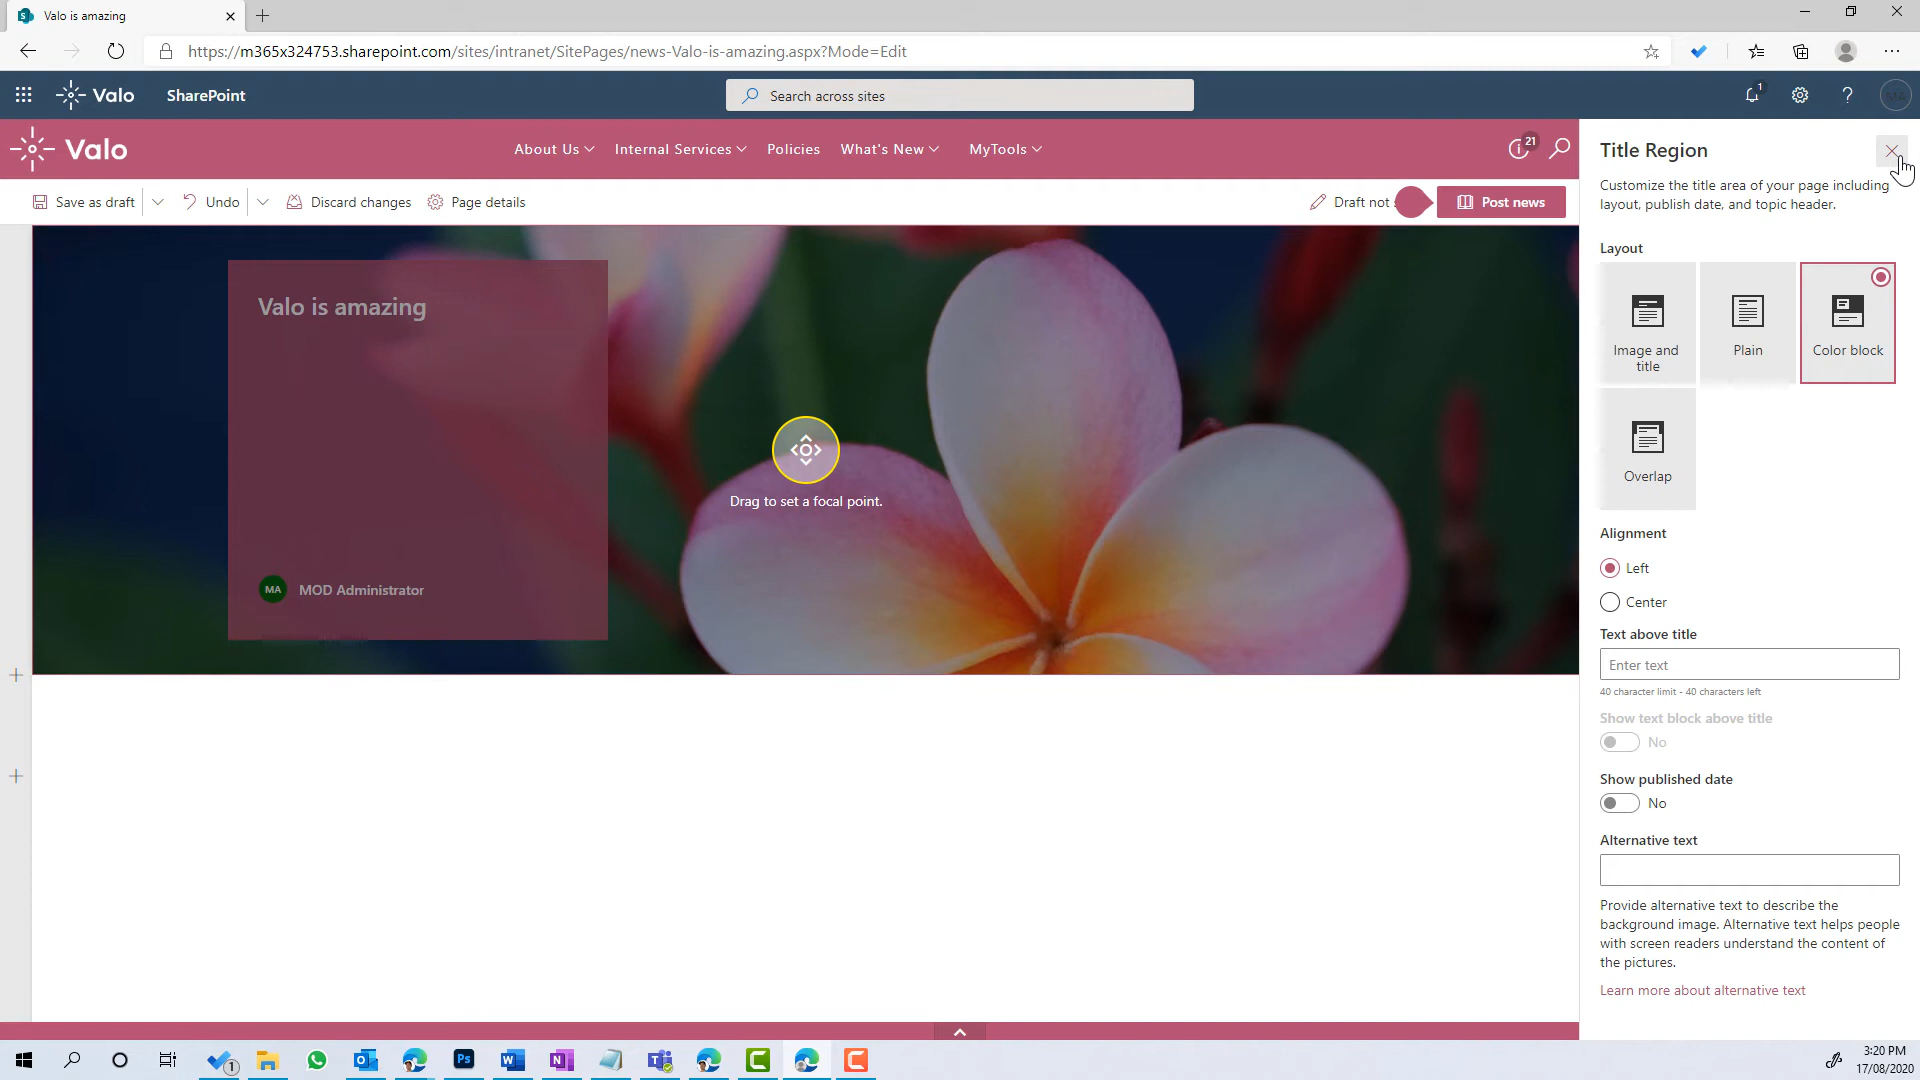 Valo is amazing
https://m365x324753.sharepoint.com/sites/intranet/SitePages/news-Valo-is-amazing.aspx?Mode=Edit
Valo SharePoint Search across sites 1
Valo About Us Internal Services Policies What's New MyTools 21
Save as draft Undo Discard changes Page details Draft not Post news
Valo is amazing
MA MOD Administrator
Drag to set a focal point.
Title Region
Customize the title area of your page including
layout, publish date, and topic header.
Layout
Image and
title
Plain
Color block
Overlap
Alignment
Left
Center
Text above title
Enter text
40 character limit - 40 characters left
Show text block above title
No
Show published date
No
Alternative text
Provide alternative text to describe the
background image. Alternative text helps people
with screen readers understand the content of
the pictures.
Learn more about alternative text
1
Ps
3:20 PM
17/08/2020